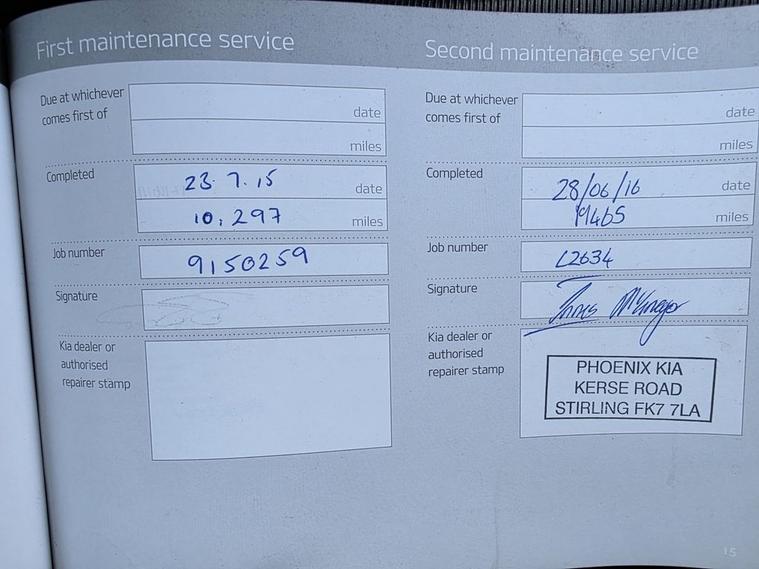 First maintenance service
Due at whichever
comes first of
date
miles
Completed
23.7.15
date
10,297
miles
Job number
9150259
Signature
Kia dealer or
authorised
repairer stamp
Second maintenance service
Due at whichever
comes first of
date
miles
Completed
28/06/16
date
19465
miles
Job number
L2634
Signature
Kia dealer or
authorised
repairer stamp
PHOENIX KIA
KERSE ROAD
STIRLING FK7 7LA
15